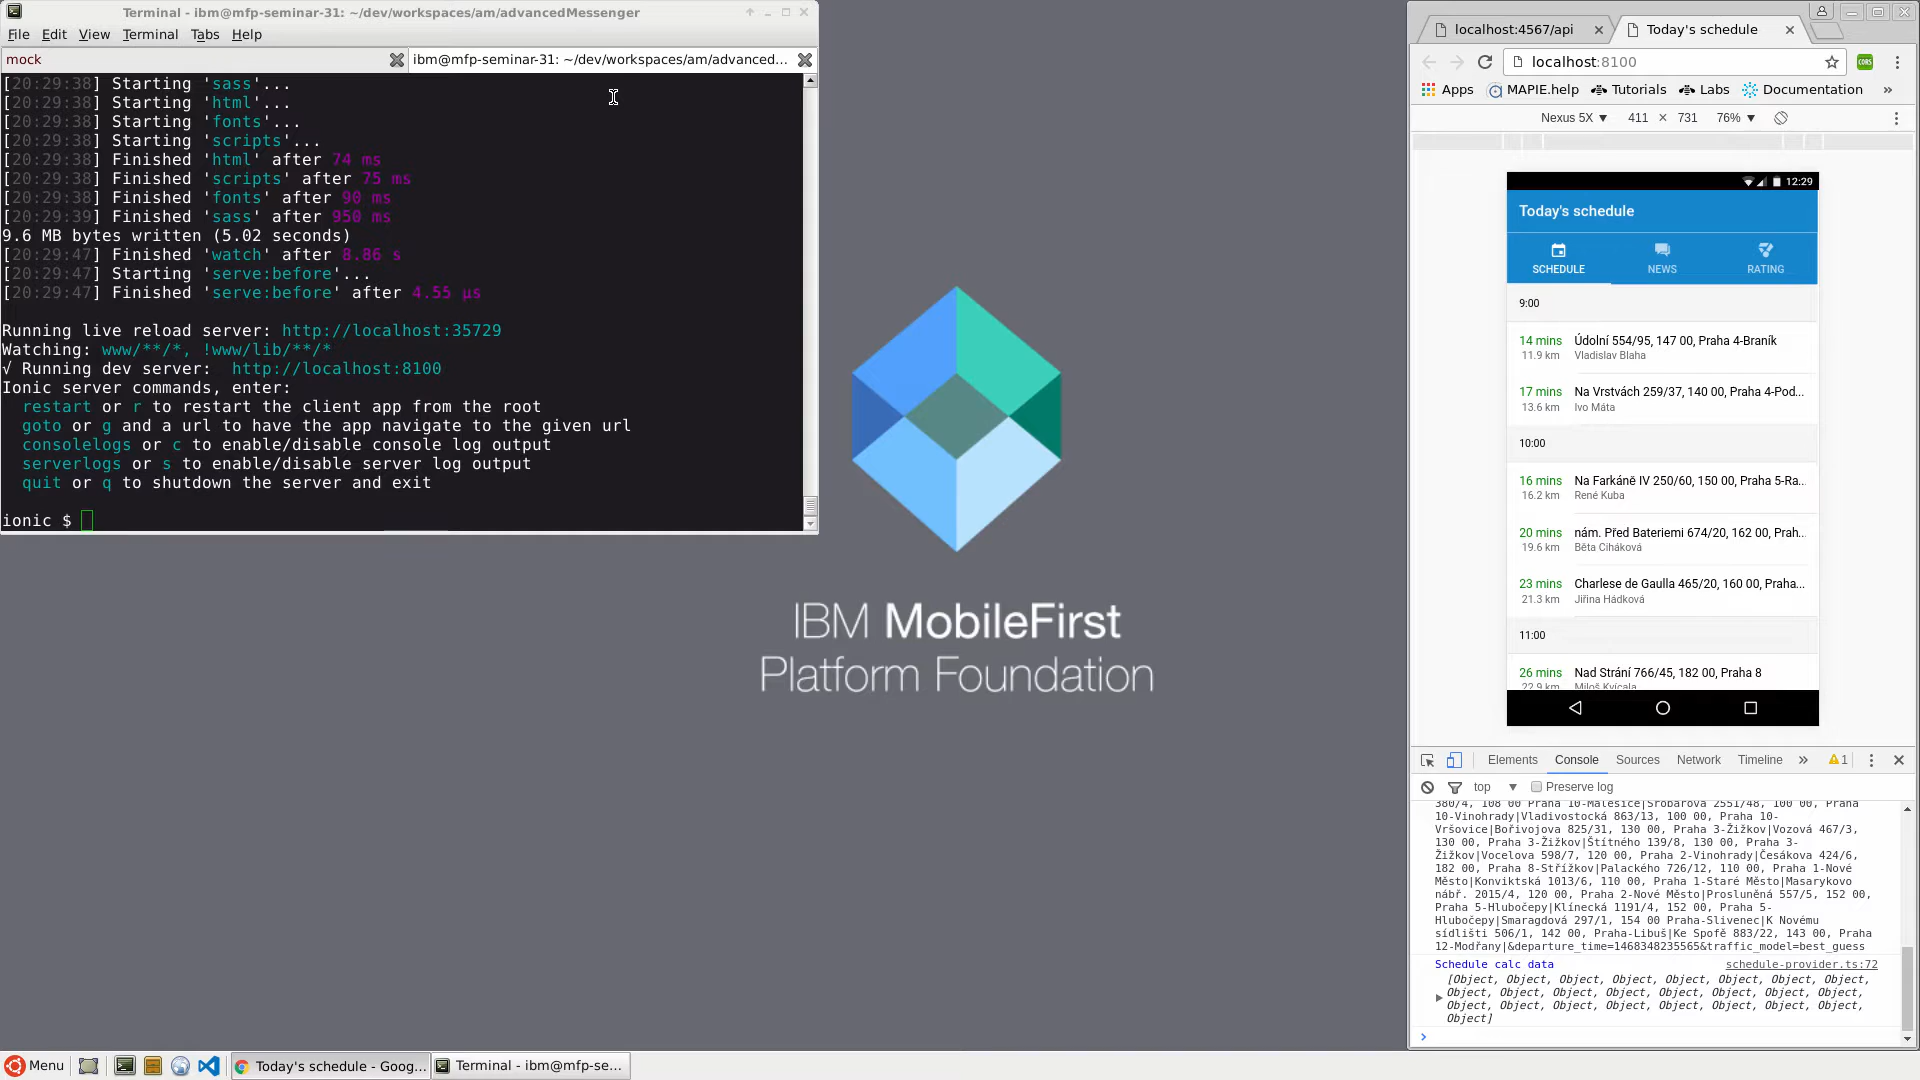 Terminal - ibm@mfp-seminar-31: ~/dev/workspaces/am/advancedMessenger
File Edit View Terminal Tabs Help
mock
ibm@mfp-seminar-31: ~/dev/workspaces/am/advanced...
[20:29:38] Starting 'sass'...
[20:29:38] Starting 'html'...
[20:29:38] Starting 'fonts'...
[20:29:38] Starting 'scripts'...
[20:29:38] Finished 'html' after 74 ms
[20:29:38] Finished 'scripts' after 75 ms
[20:29:38] Finished 'fonts' after 90 ms
[20:29:39] Finished 'sass' after 950 ms
9.6 MB bytes written (5.02 seconds)
[20:29:47] Finished 'watch' after 8.86 s
[20:29:47] Starting 'serve:before'...
[20:29:47] Finished 'serve:before' after 4.55 µs
Running live reload server: http://localhost:35729
Watching: www/**/*, !www/lib/**/*
√ Running dev server:  http://localhost:8100
Ionic server commands, enter:
restart or r to restart the client app from the root
goto or g and a url to have the app navigate to the given url
consolelogs or c to enable/disable console log output
serverlogs or s to enable/disable server log output
quit or q to shutdown the server and exit
ionic $
IBM MobileFirst
Platform Foundation
localhost:4567/api
Today's schedule
localhost:8100
CORS
Apps MAPIE.help Tutorials Labs Documentation »
Nexus 5X ▼ 411 × 731 76% ▼
12:29
Today's schedule
SCHEDULE NEWS RATING
9:00
14 mins Údolní 554/95, 147 00, Praha 4-Braník
11.9 km Vladislav Blaha
17 mins Na Vrstvách 259/37, 140 00, Praha 4-Pod...
13.6 km Ivo Máta
10:00
16 mins Na Farkáně IV 250/60, 150 00, Praha 5-Ra...
16.2 km René Kuba
20 mins nám. Před Bateriemi 674/20, 162 00, Prah...
19.6 km Běta Ciháková
23 mins Charlese de Gaulla 465/20, 160 00, Praha...
21.3 km Jiřina Hádková
11:00
26 mins Nad Strání 766/45, 182 00, Praha 8
22.9 km Miloš Kvícala
Elements Console Sources Network Timeline » 1
top ▼ Preserve log
380/4, 108 00 Praha 10-Malešice|Šrobárova 2551/48, 100 00, Praha
10-Vinohrady|Vladivostocká 863/13, 100 00, Praha 10-
Vršovice|Bořivojova 825/31, 130 00, Praha 3-Žižkov|Vozová 467/3,
130 00, Praha 3-Žižkov|Štítného 139/8, 130 00, Praha 3-
Žižkov|Vocelova 598/7, 120 00, Praha 2-Vinohrady|Česákova 424/6,
182 00, Praha 8-Střížkov|Palackého 726/12, 110 00, Praha 1-Nové
Město|Konviktská 1013/6, 110 00, Praha 1-Staré Město|Masarykovo
nábř. 2015/4, 120 00, Praha 2-Nové Město|Prosluněná 557/5, 152 00,
Praha 5-Hlubočepy|Klínecká 1191/4, 152 00, Praha 5-
Hlubočepy|Smaragdová 297/1, 154 00 Praha-Slivenec|K Novému
sídlišti 506/1, 142 00, Praha-Libuš|Ke Spofě 883/22, 143 00, Praha
12-Modřany|&departure_time=1468348235565&traffic_model=best_guess
Schedule calc data schedule-provider.ts:72
[Object, Object, Object, Object, Object, Object, Object, Object,
Object, Object, Object, Object, Object, Object, Object, Object,
Object, Object, Object, Object, Object, Object, Object, Object,
Object]
Menu
Today's schedule - Goog...
Terminal - ibm@mfp-se...